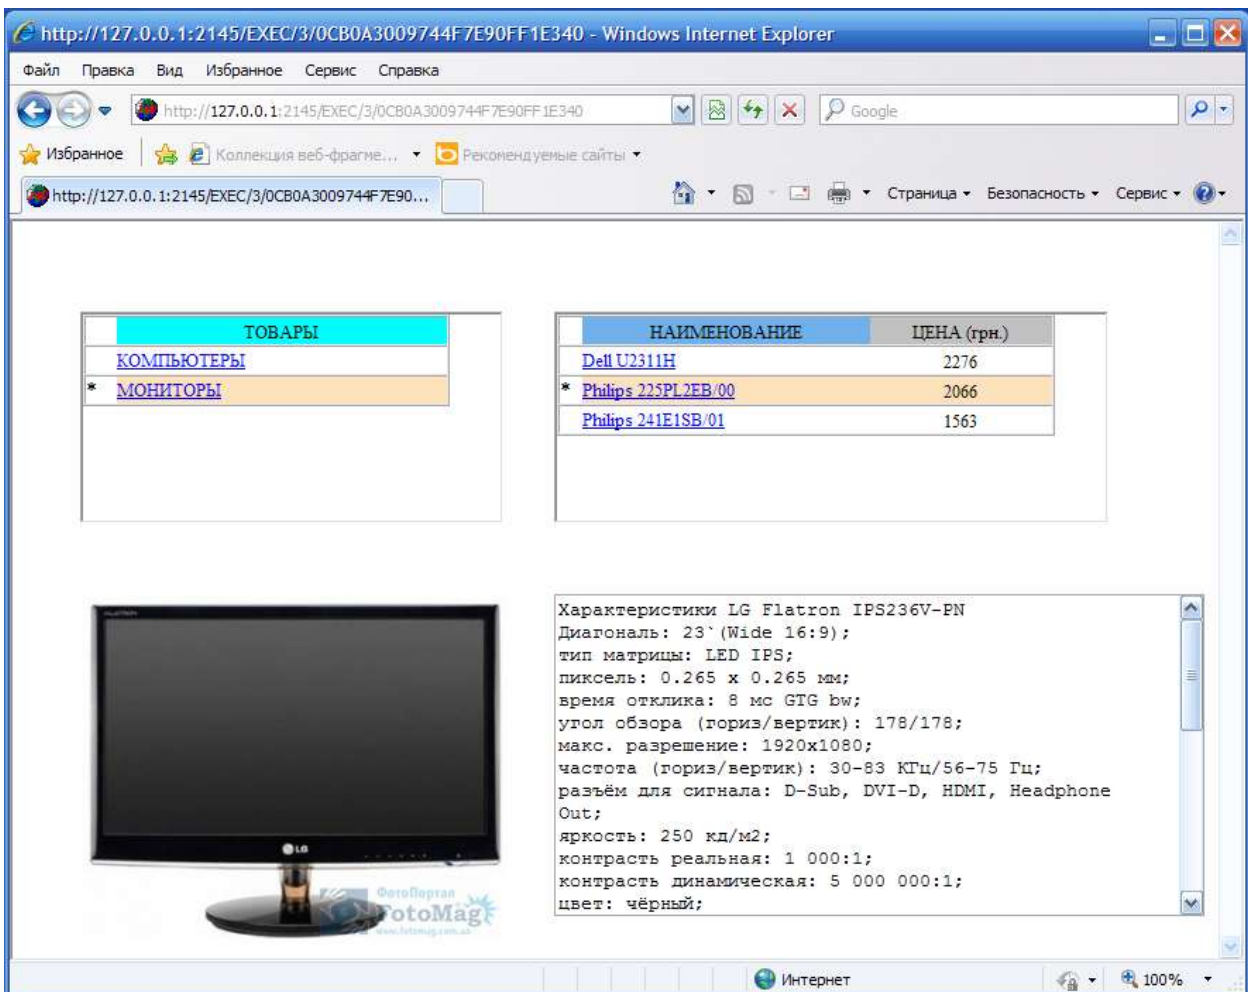 http://127.0.0.1:2145/EXEC/3/0CB0A3009744F7E90FF1E340 - Windows Internet Explorer
Файл Правка Вид Избранное Сервис Справка
http://127.0.0.1:2145/EXEC/3/0CB0A3009744F7E90FF1E340 Google
Избранное Коллекция веб-фрагме... Рекомендуемые сайты
http://127.0.0.1:2145/EXEC/3/0CB0A3009744F7E90... Страница Безопасность Сервис
ТОВАРЫ
КОМПЬЮТЕРЫ
* МОНИТОРЫ
НАИМЕНОВАНИЕ ЦЕНА (грн.)
Dell U2311H 2276
* Philips 225PL2EB/00 2066
Philips 241E1SB/01 1563
LG
ФотоПортал
FotoMag
www.fotomag.com.ua
Характеристики LG Flatron IPS236V-PN
Диагональ: 23`(Wide 16:9);
тип матрицы: LED IPS;
пиксель: 0.265 x 0.265 мм;
время отклика: 8 мс GTG bw;
угол обзора (гориз/вертик): 178/178;
макс. разрешение: 1920x1080;
частота (гориз/вертик): 30-83 КГц/56-75 Гц;
разъём для сигнала: D-Sub, DVI-D, HDMI, Headphone
Out;
яркость: 250 кд/м2;
контрасть реальная: 1 000:1;
контрасть динамическая: 5 000 000:1;
цвет: чёрный;
Интернет 100%